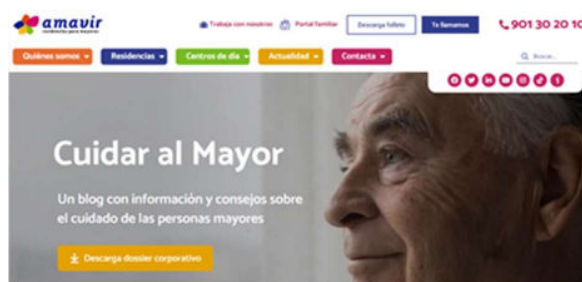 amavir
residencias para mayores
Trabaja con nosotros
Portal familiar
Descarga folleto
Te llamamos
901 30 20 10
Quiénes somos
Residencias
Centros de día
Actualidad
Contacta
Buscar...
Cuidar al Mayor
Un blog con información y consejos sobre
el cuidado de las personas mayores
Descarga dossier corporativo